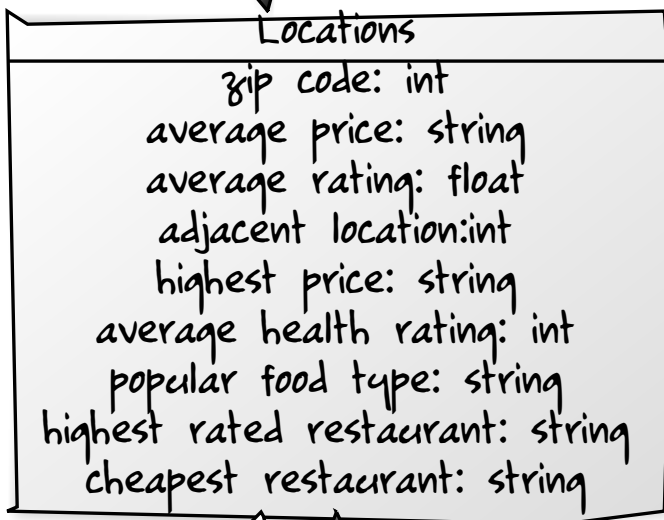 Locations
zip code: int
average price: string
average rating: float
adjacent location:int
highest price: string
average health rating: int
popular food type: string
highest rated restaurant: string
cheapest restaurant: string